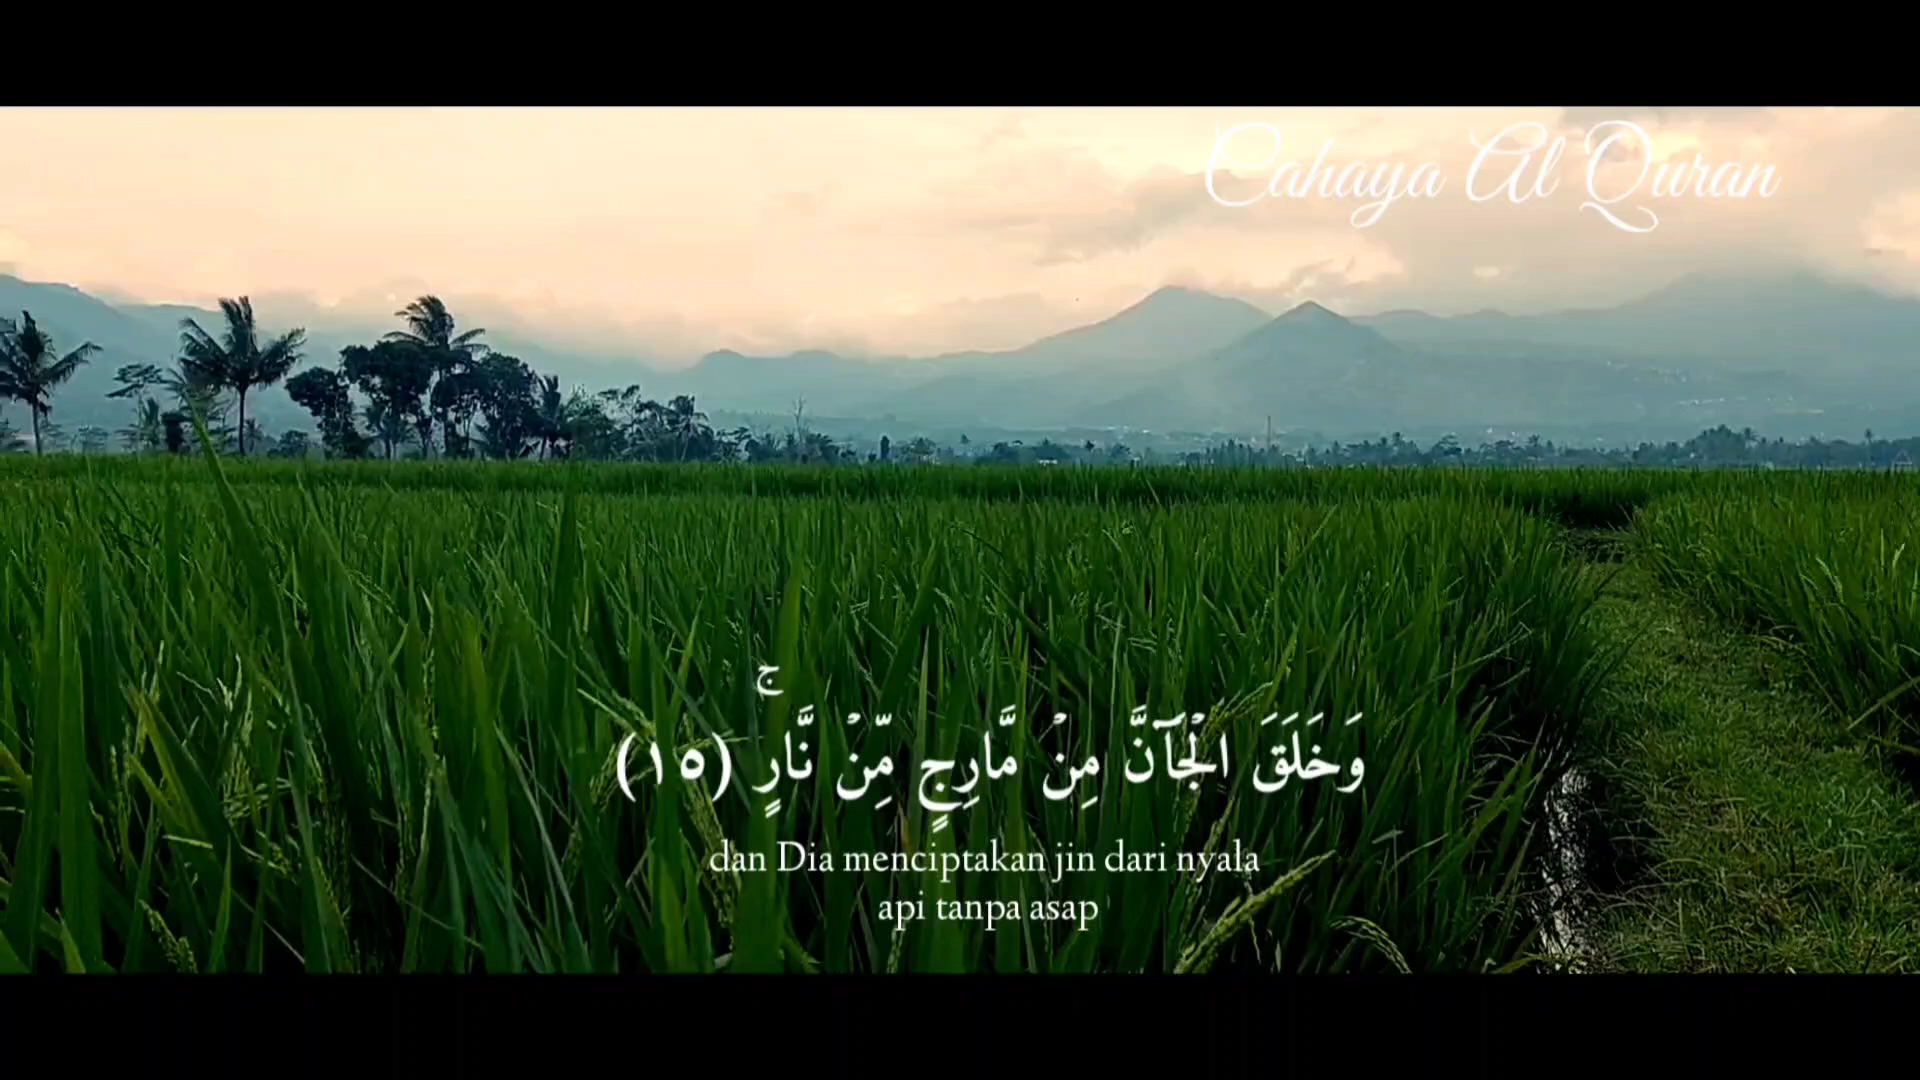 Cahaya Al Quran
وَخَلَقَ الْجَآنَّ مِنْ مَّارِجٍ مِّنْ نَّارٍۚ (١٥)
dan Dia menciptakan jin dari nyala
api tanpa asap